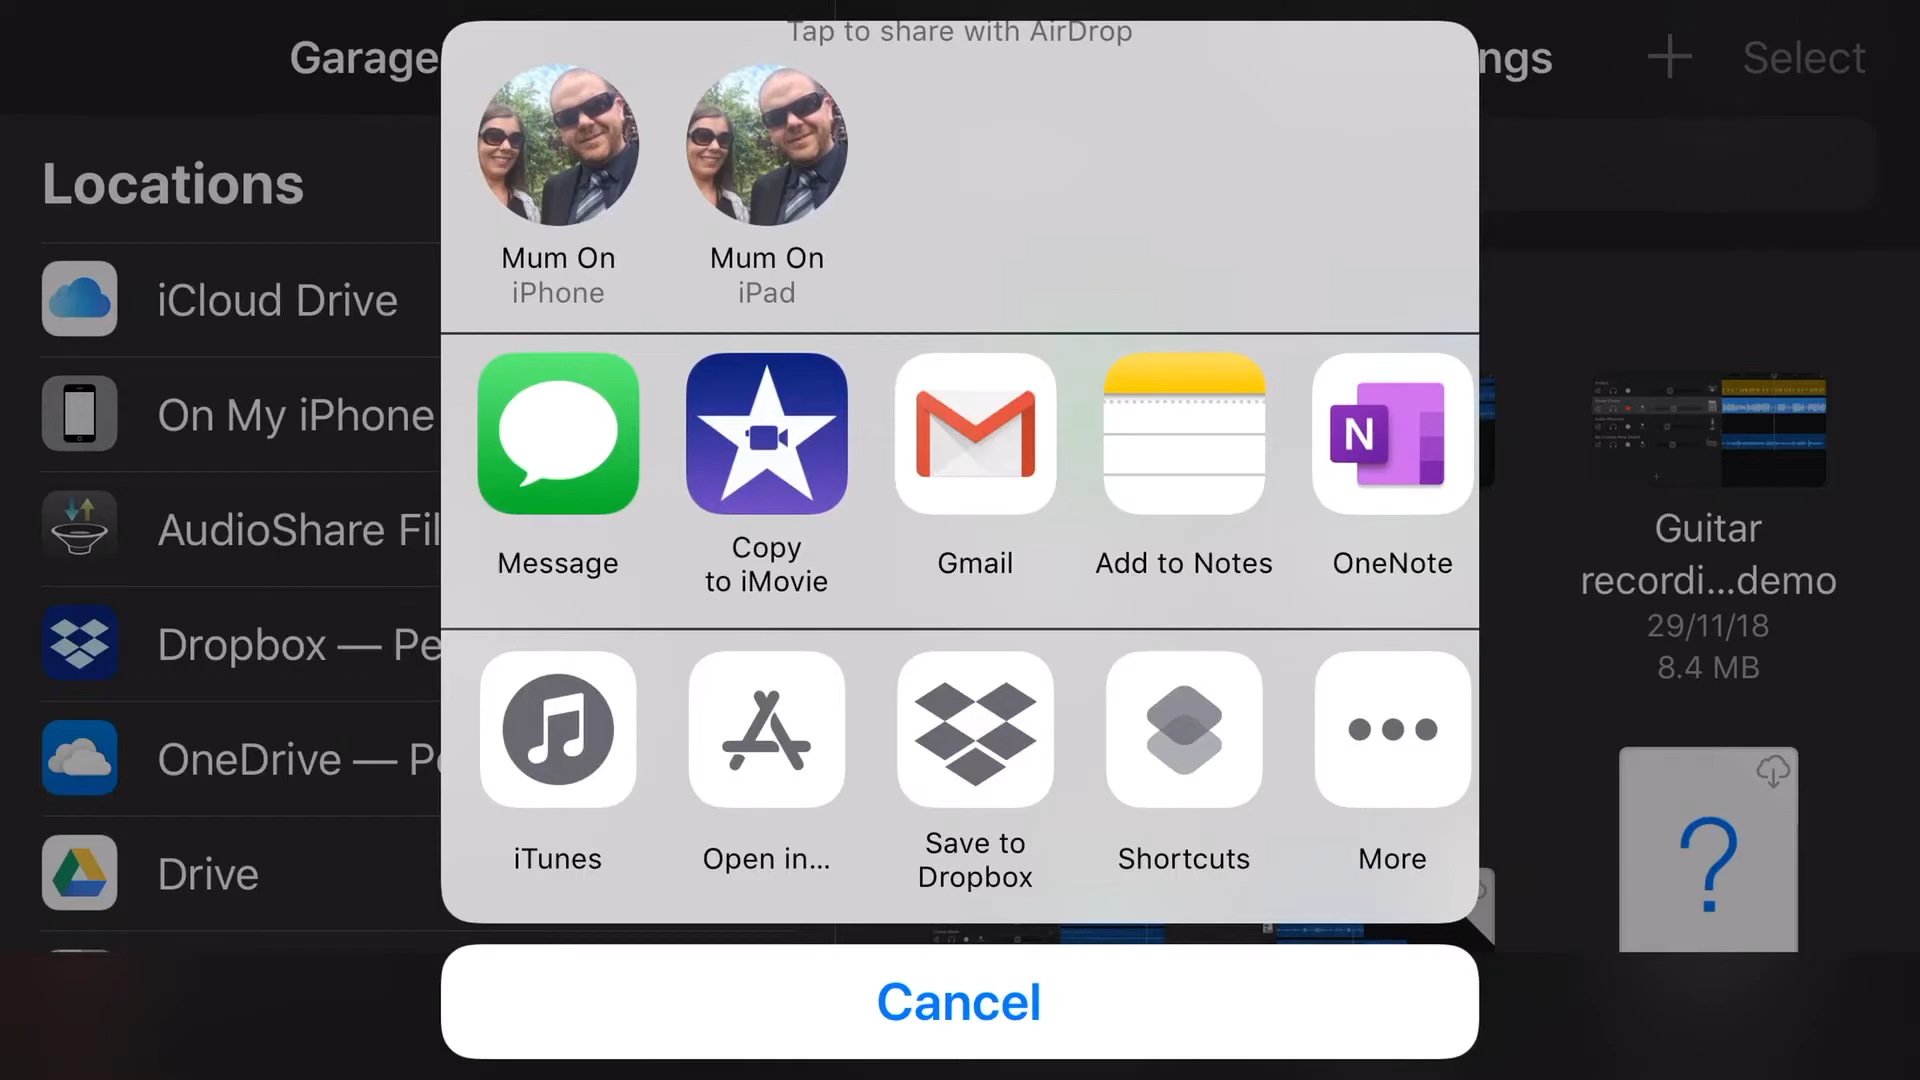 Tap to share with AirDrop
Garage
ngs
Select
Locations
iCloud Drive
On My iPhone
AudioShare Fil
Dropbox — Pe
OneDrive — Pe
Drive
Mum On
iPhone
Mum On
iPad
Message
Copy
to iMovie
Gmail
Add to Notes
N
OneNote
iTunes
Open in...
Save to
Dropbox
Shortcuts
More
Cancel
Guitar
recordi...demo
29/11/18
8.4 MB
?